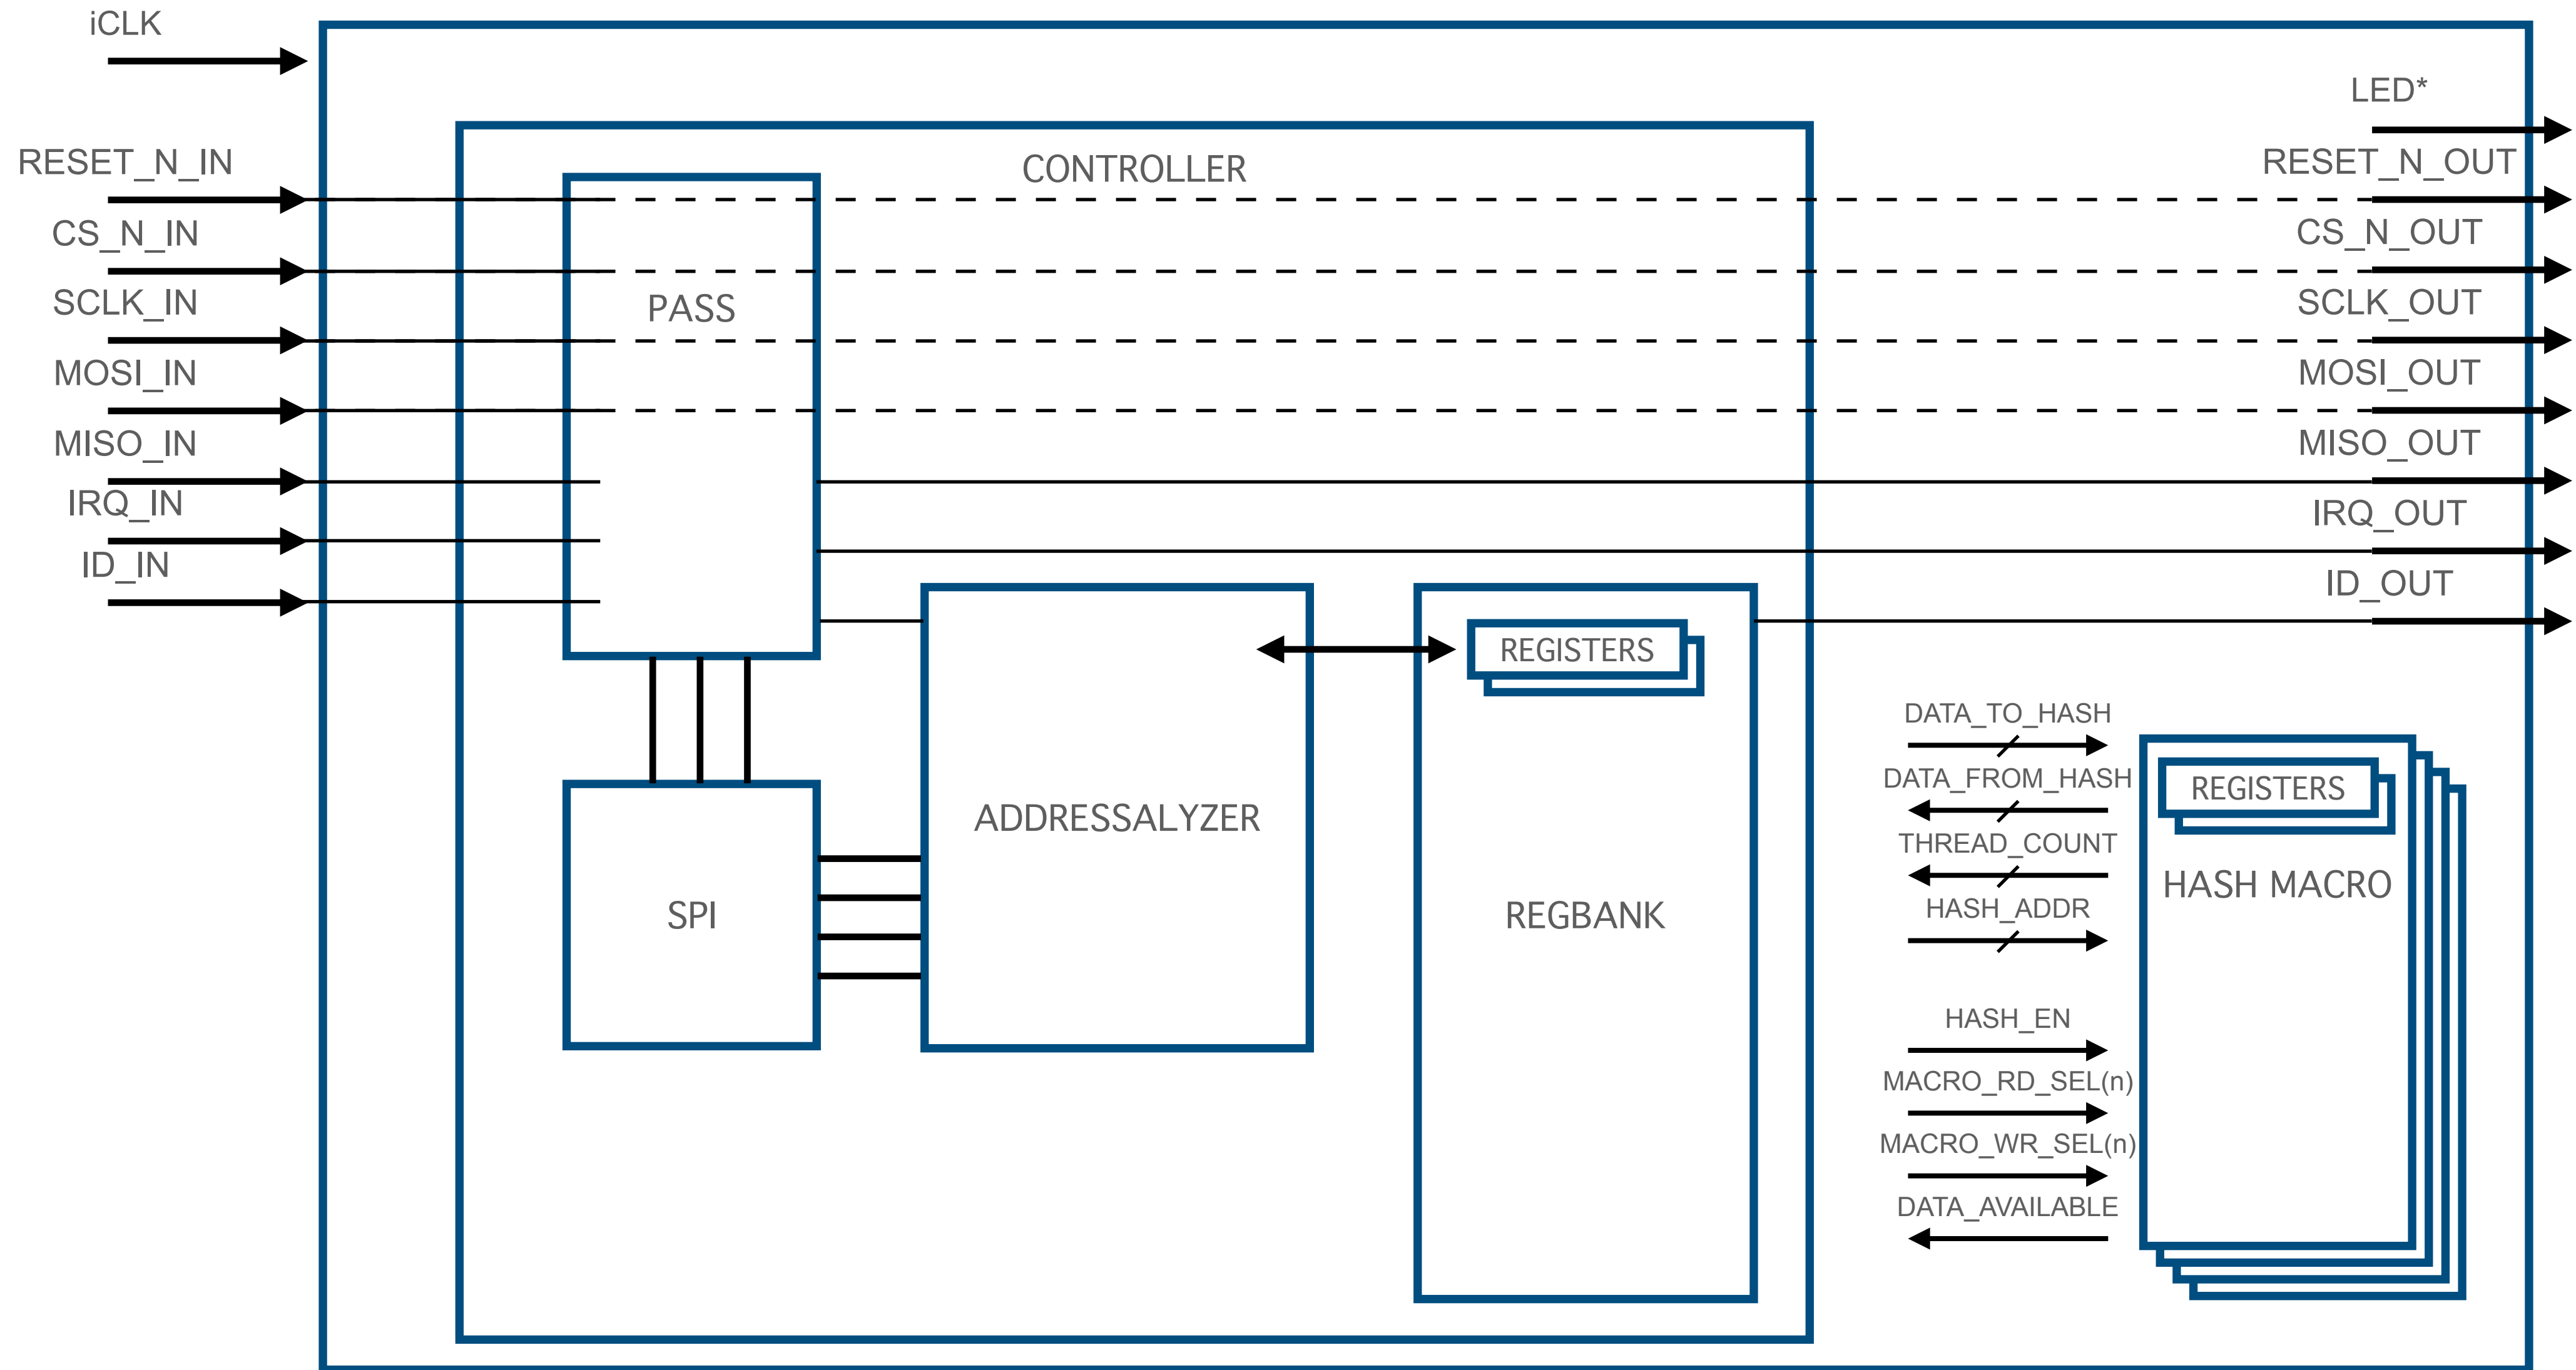 iCLK
RESET_N_IN
CS_N_IN
SCLK_IN
MOSI_IN
MISO_IN
IRQ_IN
ID_IN
CONTROLLER
PASS
SPI
ADDRESSALYZER
REGISTERS
REGBANK
LED*
RESET_N_OUT
CS_N_OUT
SCLK_OUT
MOSI_OUT
MISO_OUT
IRQ_OUT
ID_OUT
DATA_TO_HASH
DATA_FROM_HASH
THREAD_COUNT
HASH_ADDR
HASH_EN
MACRO_RD_SEL(n)
MACRO_WR_SEL(n)
DATA_AVAILABLE
REGISTERS
HASH MACRO